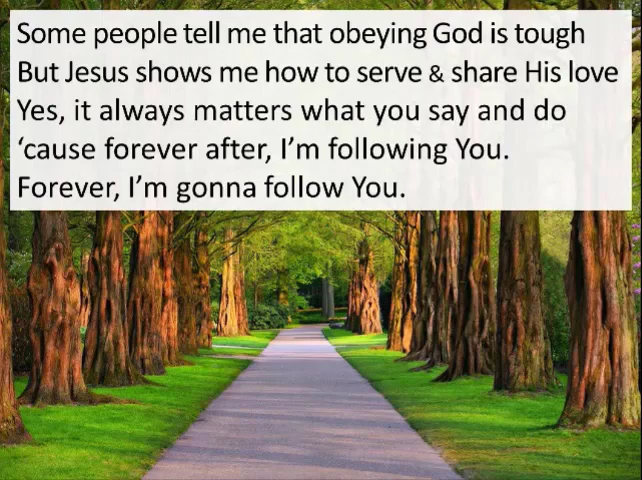 Some people tell me that obeying God is tough
But Jesus shows me how to serve & share His love
Yes, it always matters what you say and do
‘cause forever after, I’m following You.
Forever, I’m gonna follow You.